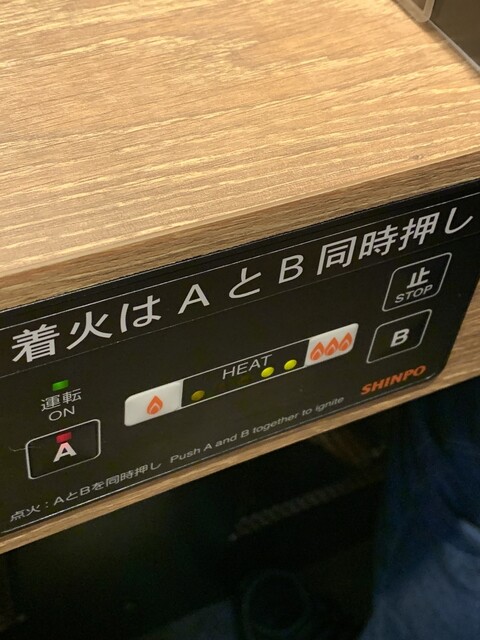 着火は A と B 同時押し
止
STOP
運転
ON
HEAT
B
A
SHINPO
点火：AとBを同時押し Push A and B together to ignite